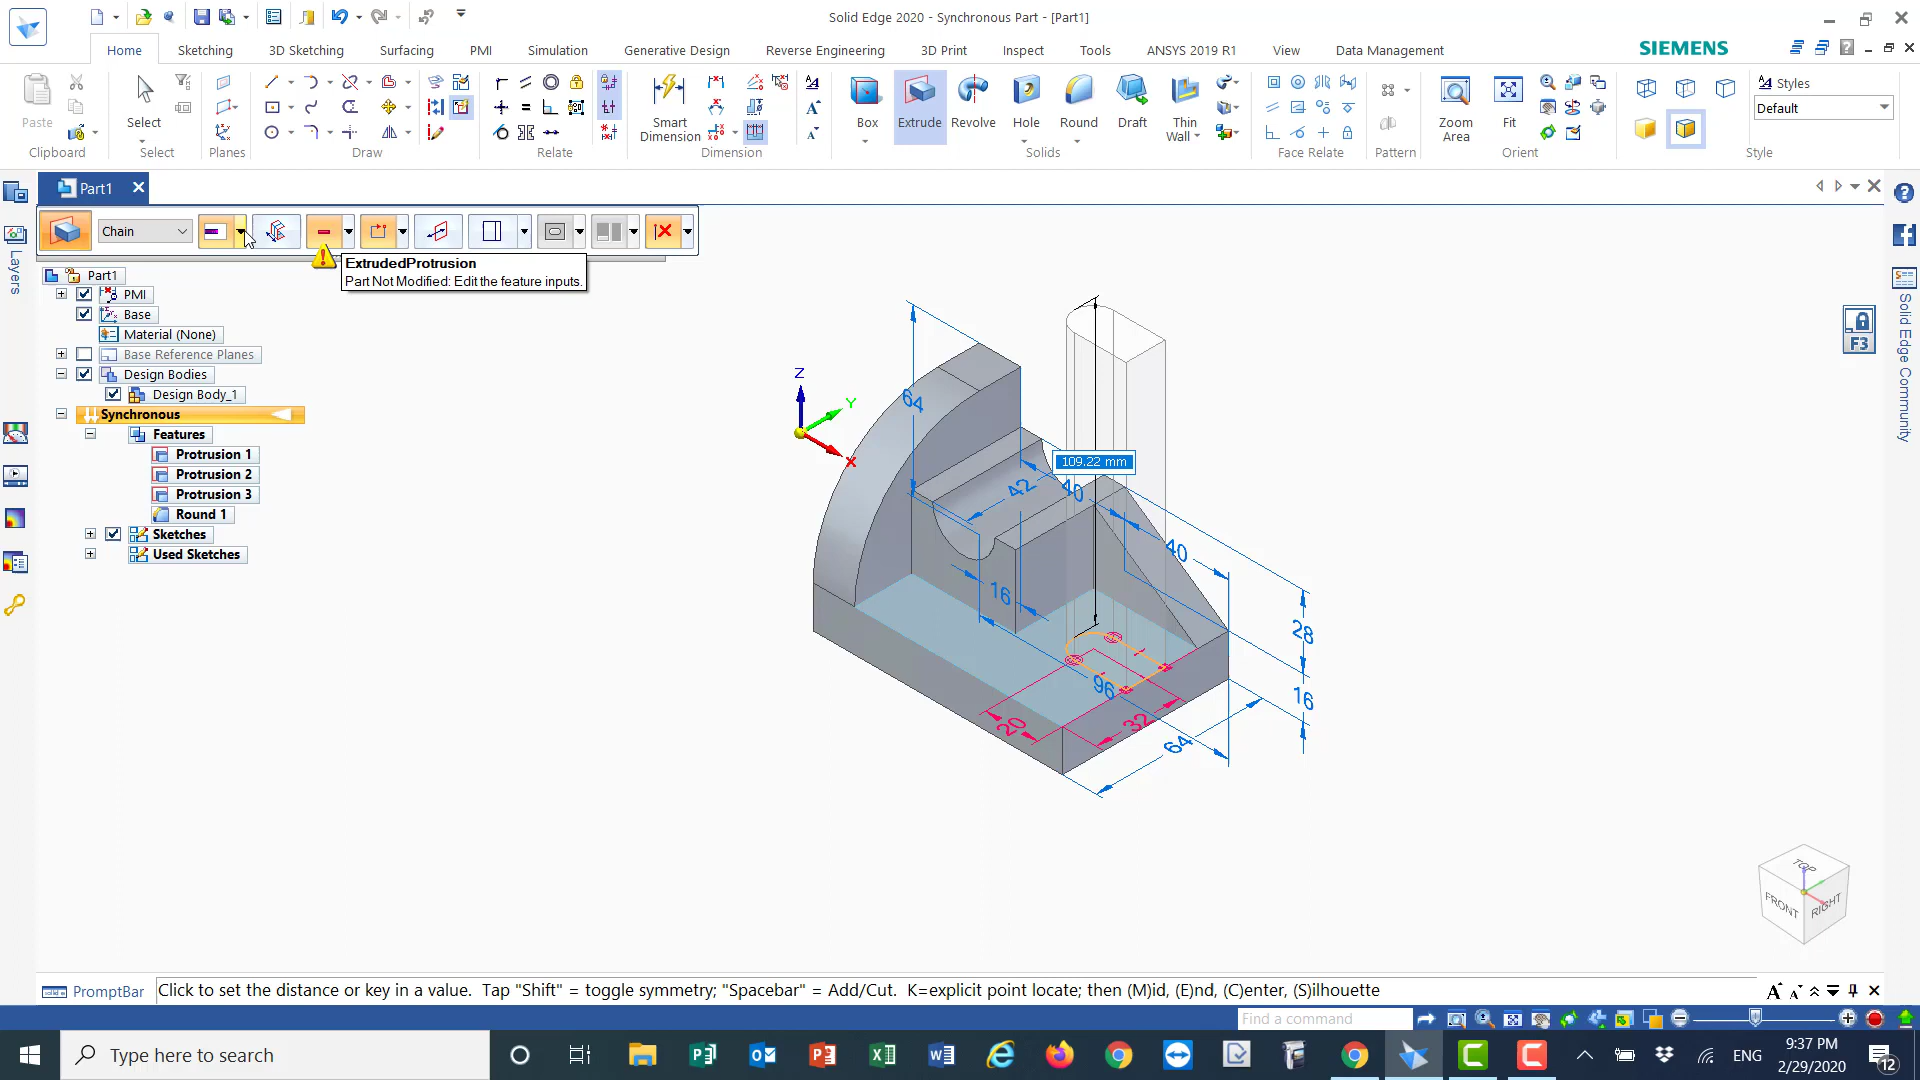 Solid Edge 2020 - Synchronous Part - [Part1]
Home
Sketching
3D Sketching
Surfacing
PMI
Simulation
Generative Design
Reverse Engineering
3D Print
Inspect
Tools
ANSYS 2019 R1
View
Data Management
SIEMENS
Paste
Clipboard
Select
Select
Planes
Draw
Relate
Smart
Dimension
Dimension
Box
Extrude
Revolve
Hole
Round
Draft
Thin
Wall
Solids
Face Relate
Pattern
Zoom
Area
Fit
Orient
Styles
Default
Style
Part1
Chain
ExtrudedProtrusion
Part Not Modified: Edit the feature inputs.
Layers
Part1
PMI
Base
Material (None)
Base Reference Planes
Design Bodies
Design Body_1
Synchronous
Features
Protrusion 1
Protrusion 2
Protrusion 3
Round 1
Sketches
Used Sketches
Z
Y
X
64
42
40
109.22 mm
40
16
28
16
96
20
32
64
F3
Solid Edge Community
TOP
FRONT
RIGHT
PromptBar
Click to set the distance or key in a value.  Tap "Shift" = toggle symmetry; "Spacebar" = Add/Cut.  K=explicit point locate; then (M)id, (E)nd, (C)enter, (S)ilhouette
Find a command
Type here to search
ENG
9:37 PM
2/29/2020
12